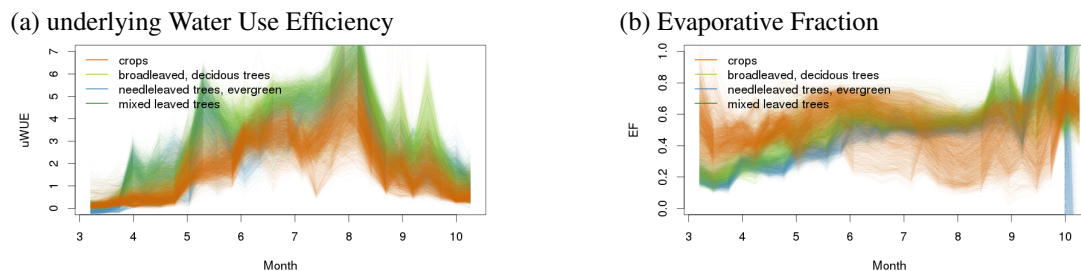 (a) underlying Water Use Efficiency
7
6
5
4
3
2
1
0
uWUE
crops
broadleaved, decidous trees
needleleaved trees, evergreen
mixed leaved trees
3 4 5 6 7 8 9 10
Month
(b) Evaporative Fraction
1.0
0.8
0.6
0.4
0.2
0.0
EF
crops
broadleaved, decidous trees
needleleaved trees, evergreen
mixed leaved trees
3 4 5 6 7 8 9 10
Month